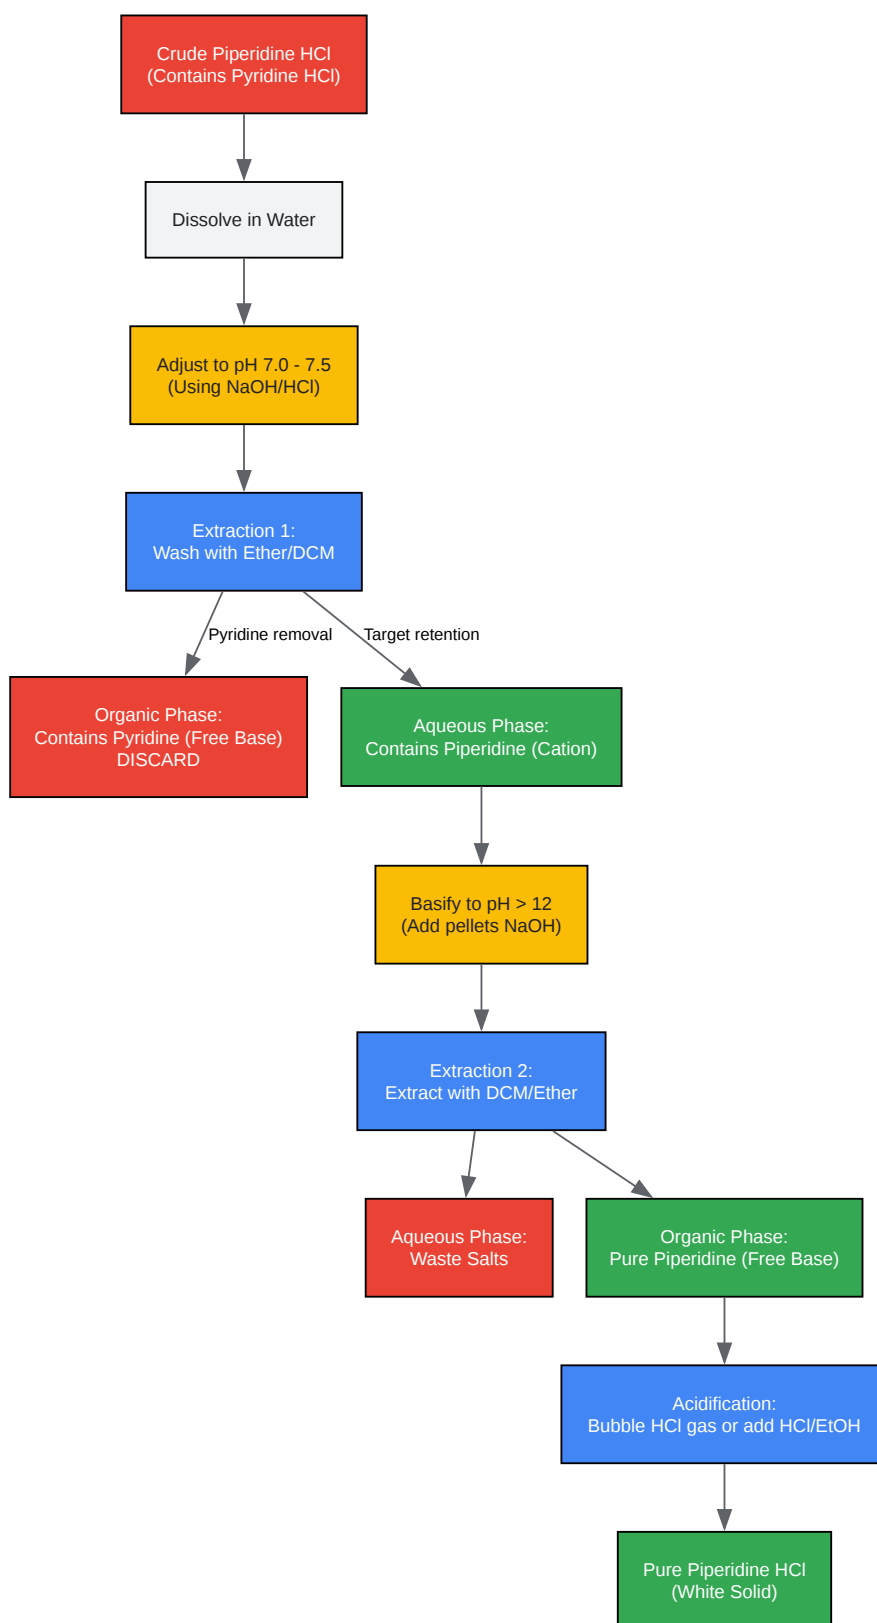 Crude Piperidine HCl
(Contains Pyridine HCl)
Dissolve in Water
Adjust to pH 7.0 - 7.5
(Using NaOH/HCl)
Extraction 1:
Wash with Ether/DCM
Pyridine removal
Target retention
Organic Phase:
Contains Pyridine (Free Base)
DISCARD
Aqueous Phase:
Contains Piperidine (Cation)
Basify to pH > 12
(Add pellets NaOH)
Extraction 2:
Extract with DCM/Ether
Aqueous Phase:
Waste Salts
Organic Phase:
Pure Piperidine (Free Base)
Acidification:
Bubble HCl gas or add HCl/EtOH
Pure Piperidine HCl
(White Solid)